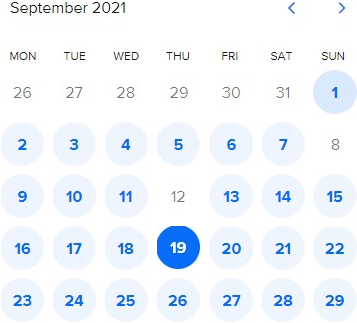 September 2021
MON TUE WED THU FRI SAT SUN
26 27 28 29 30 31 1
2 3 4 5 6 7 8
9 10 11 12 13 14 15
16 17 18 19 20 21 22
23 24 25 26 27 28 29